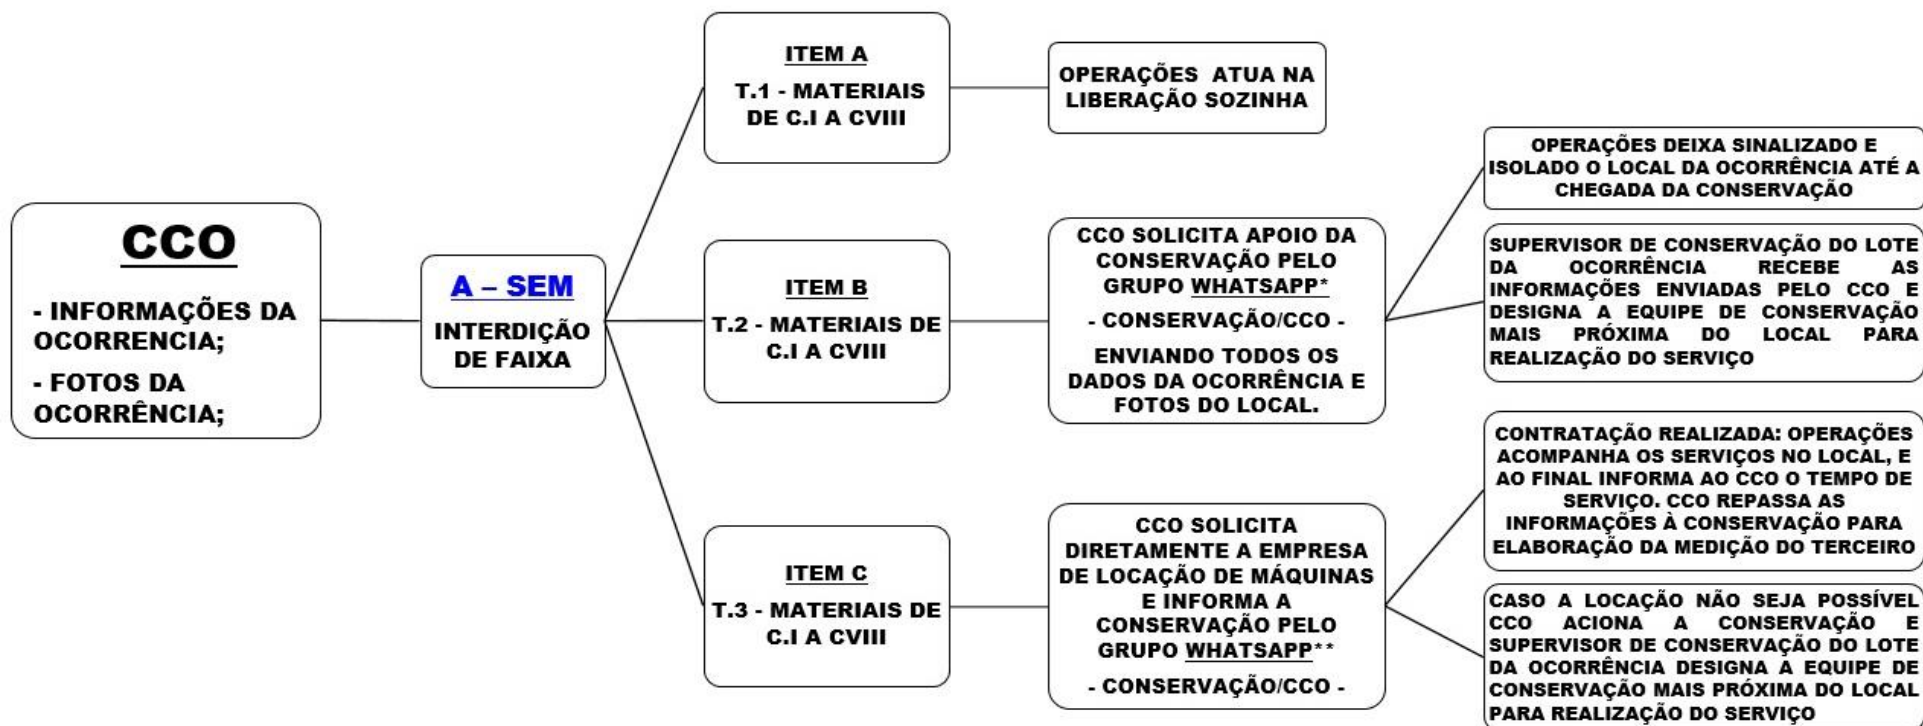 CCO
- INFORMAÇÕES DA
OCORRENCIA;
- FOTOS DA
OCORRÊNCIA;
A – SEM
INTERDIÇÃO
DE FAIXA
ITEM A
T.1 - MATERIAIS
DE C.I A CVIII
OPERAÇÕES ATUA NA
LIBERAÇÃO SOZINHA
ITEM B
T.2 - MATERIAIS DE
C.I A CVIII
CCO SOLICITA APOIO DA
CONSERVAÇÃO PELO
GRUPO WHATSAPP*
- CONSERVAÇÃO/CCO -
ENVIANDO TODOS OS
DADOS DA OCORRÊNCIA E
FOTOS DO LOCAL.
OPERAÇÕES DEIXA SINALIZADO E
ISOLADO O LOCAL DA OCORRÊNCIA ATÉ A
CHEGADA DA CONSERVAÇÃO
SUPERVISOR DE CONSERVAÇÃO DO LOTE
DA OCORRÊNCIA RECEBE AS
INFORMAÇÕES ENVIADAS PELO CCO E
DESIGNA A EQUIPE DE CONSERVAÇÃO
MAIS PRÓXIMA DO LOCAL PARA
REALIZAÇÃO DO SERVIÇO
ITEM C
T.3 - MATERIAIS DE
C.I A CVIII
CCO SOLICITA
DIRETAMENTE A EMPRESA
DE LOCAÇÃO DE MÁQUINAS
E INFORMA A
CONSERVAÇÃO PELO
GRUPO WHATSAPP**
- CONSERVAÇÃO/CCO -
CONTRATAÇÃO REALIZADA: OPERAÇÕES
ACOMPANHA OS SERVIÇOS NO LOCAL, E
AO FINAL INFORMA AO CCO O TEMPO DE
SERVIÇO. CCO REPASSA AS
INFORMAÇÕES À CONSERVAÇÃO PARA
ELABORAÇÃO DA MEDIÇÃO DO TERCEIRO
CASO A LOCAÇÃO NÃO SEJA POSSÍVEL
CCO ACIONA A CONSERVAÇÃO E
SUPERVISOR DE CONSERVAÇÃO DO LOTE
DA OCORRÊNCIA DESIGNA A EQUIPE DE
CONSERVAÇÃO MAIS PRÓXIMA DO LOCAL
PARA REALIZAÇÃO DO SERVIÇO